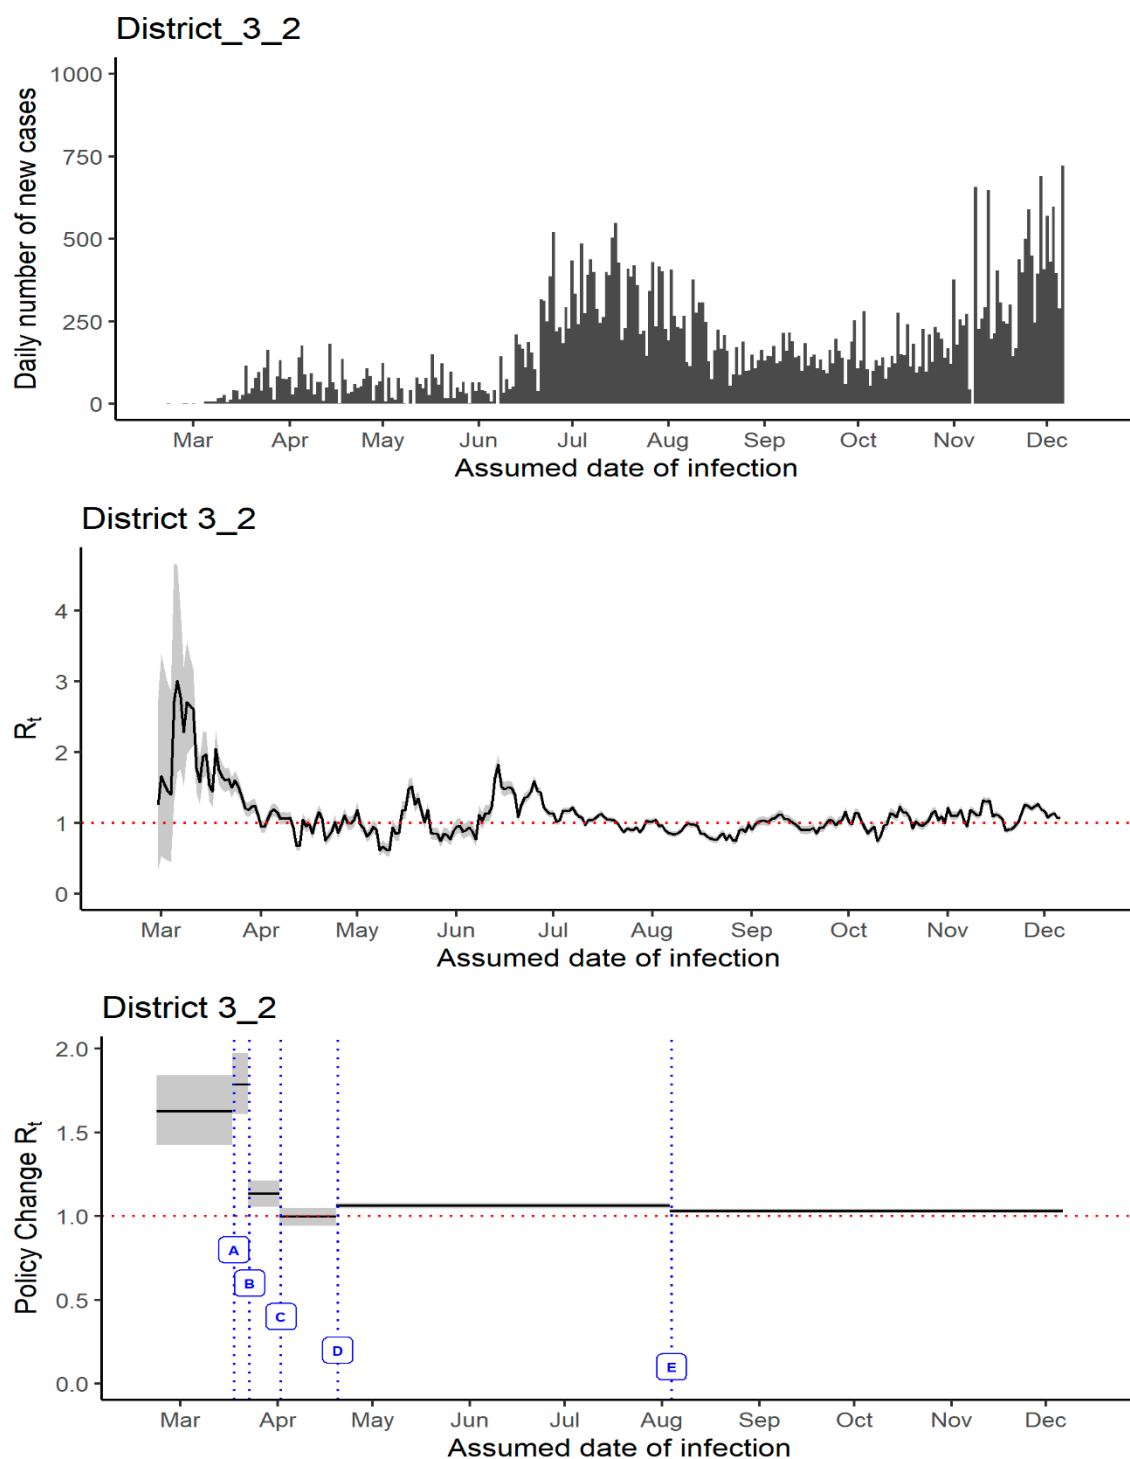 District_3_2
Daily number of new cases
1000
750
500
250
0
Mar Apr May Jun Jul Aug Sep Oct Nov Dec
Assumed date of infection
District 3_2
Rt
4
3
2
1
0
Mar Apr May Jun Jul Aug Sep Oct Nov Dec
Assumed date of infection
District 3_2
Policy Change Rt
2.0
1.5
1.0
0.5
0.0
A
B
C
D
E
Mar Apr May Jun Jul Aug Sep Oct Nov Dec
Assumed date of infection